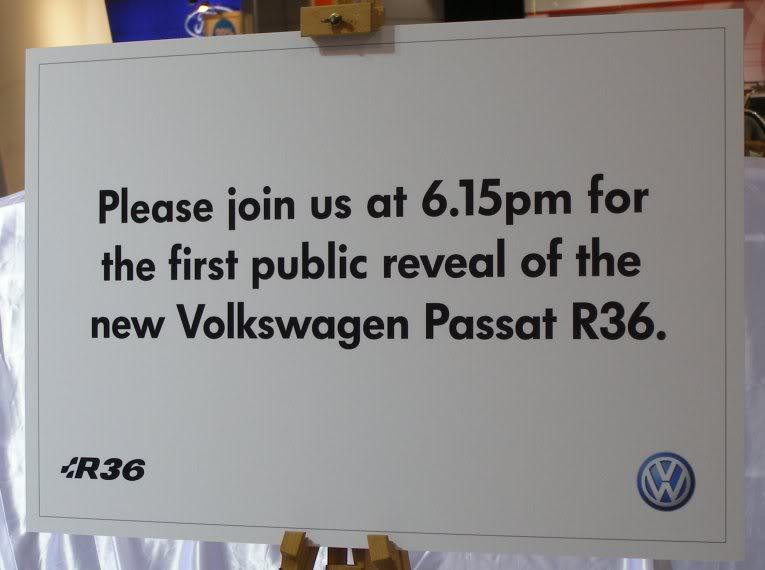 Please join us at 6.15pm for
the first public reveal of the
new Volkswagen Passat R36.
R36